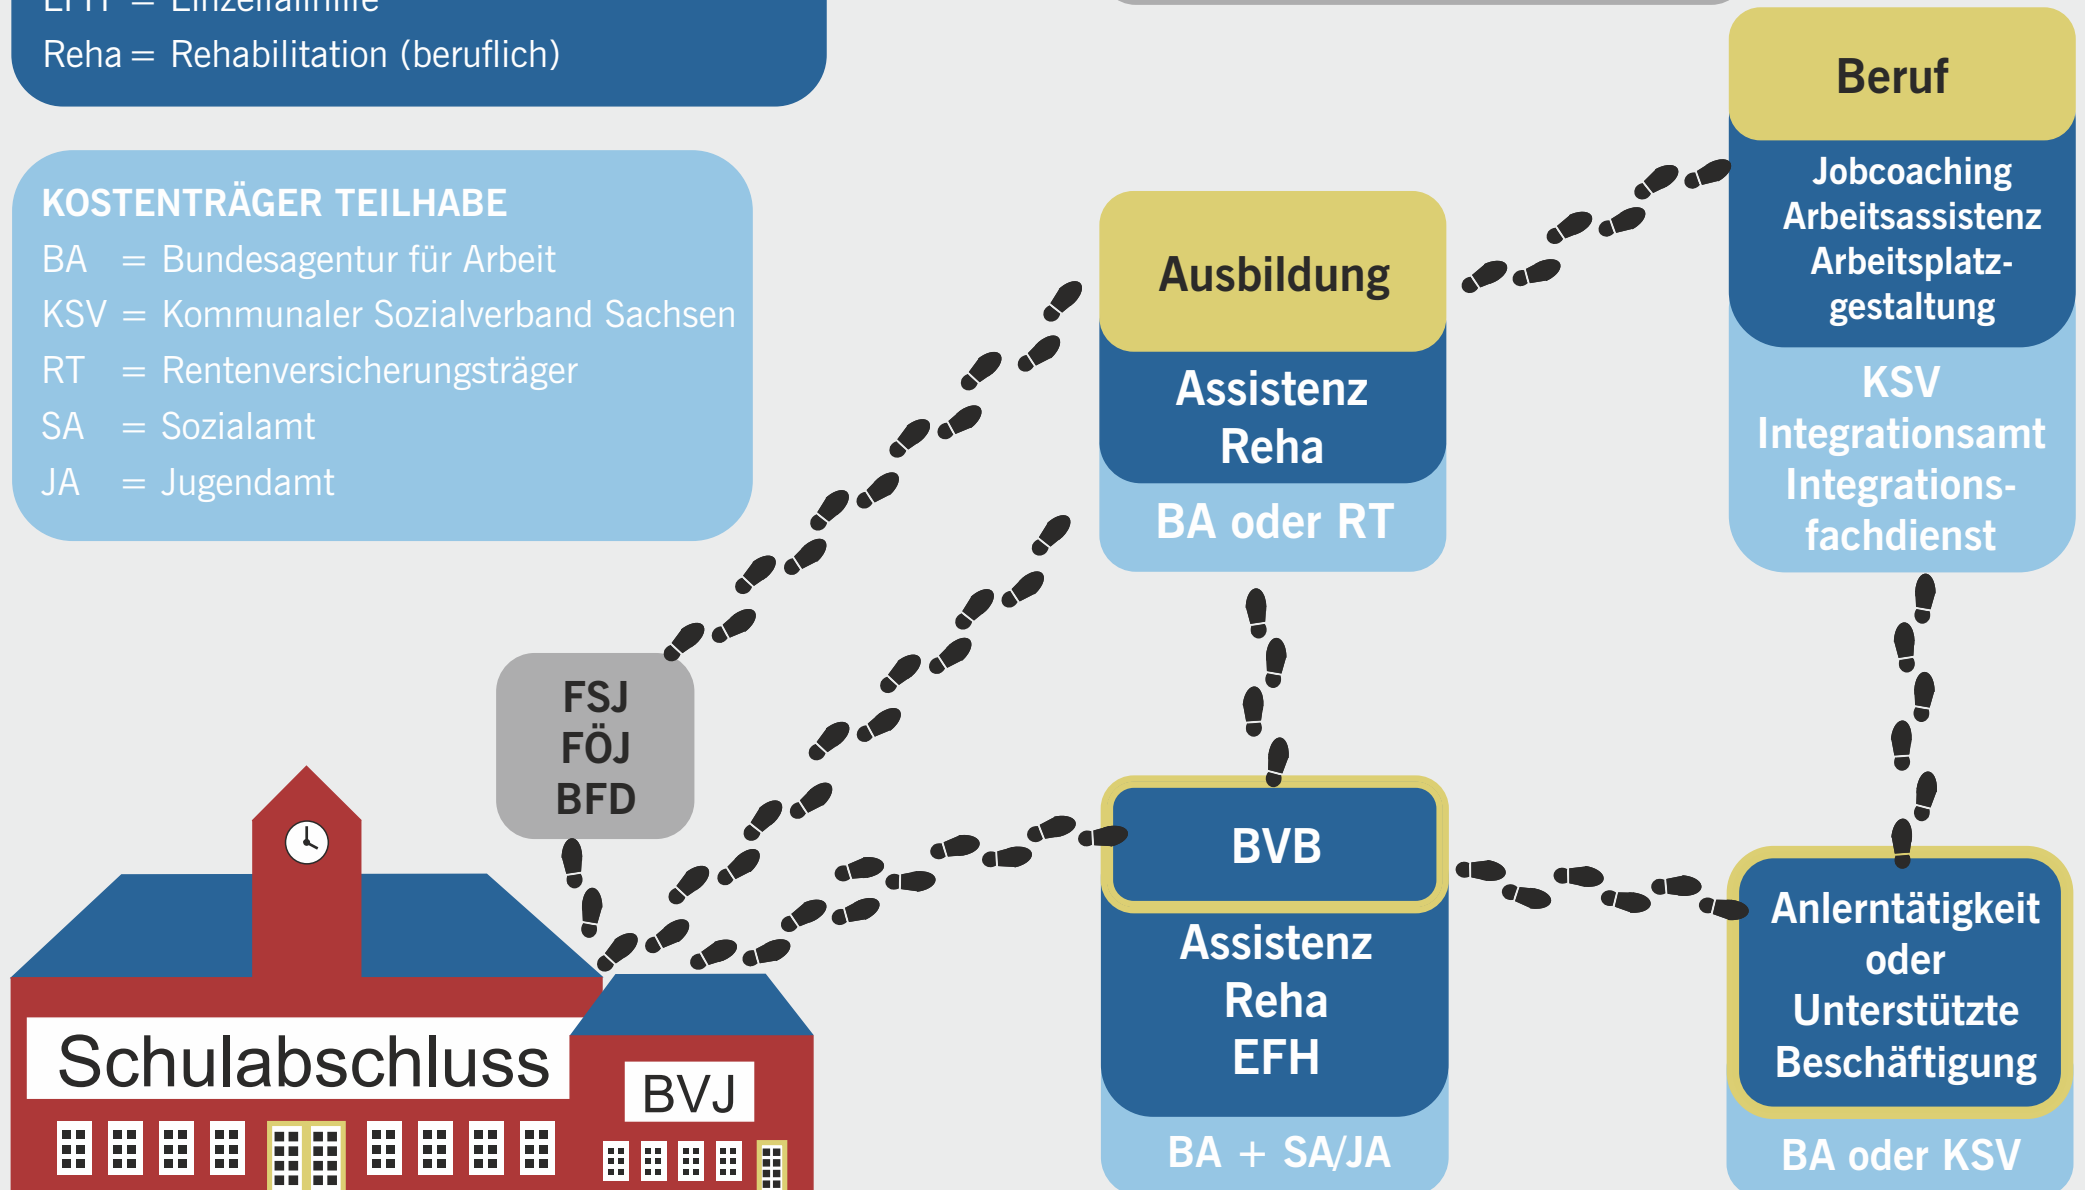 EFH = Einzelfallhilfe
Reha = Rehabilitation (beruflich)
KOSTENTRÄGER TEILHABE
BA = Bundesagentur für Arbeit
KSV = Kommunaler Sozialverband Sachsen
RT = Rentenversicherungsträger
SA = Sozialamt
JA = Jugendamt
Beruf
Jobcoaching
Arbeitsassistenz
Arbeitsplatz-
gestaltung
KSV
Integrationsamt
Integrations-
fachdienst
Ausbildung
Assistenz
Reha
BA oder RT
FSJ
FÖJ
BFD
BVB
Assistenz
Reha
EFH
BA + SA/JA
Anlerntätigkeit
oder
Unterstützte
Beschäftigung
BA oder KSV
Schulabschluss
BVJ